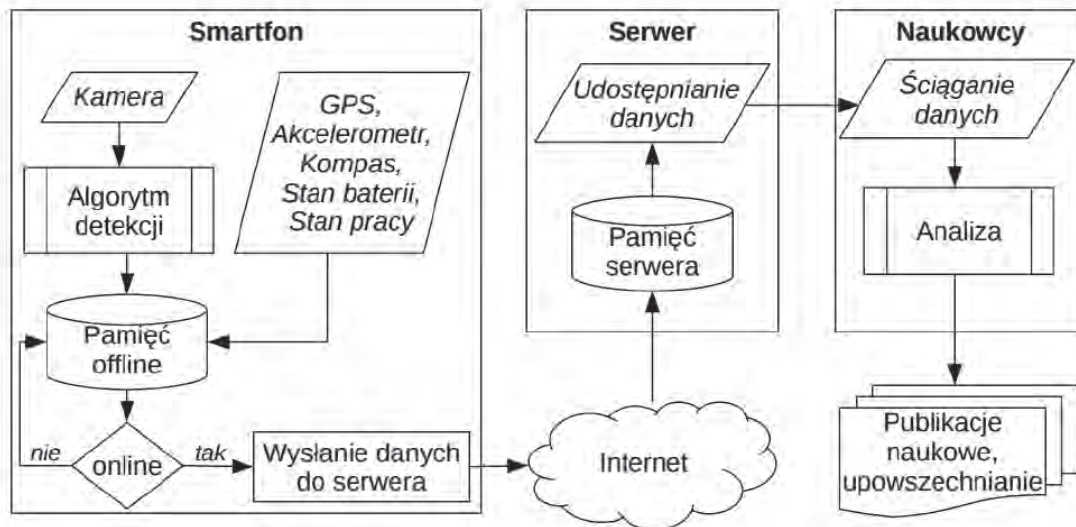 Smartfon
Kamera
GPS,
Akcelerometr,
Kompas,
Stan baterii,
Stan pracy
Algorytm
detekcji
Pamięć
offline
nie
online
tak
Wysłanie danych
do serwera
Internet
Serwer
Udostępnianie
danych
Pamięć
serwera
Naukowcy
Ściąganie
danych
Analiza
Publikacje
naukowe,
upowszęchnianie